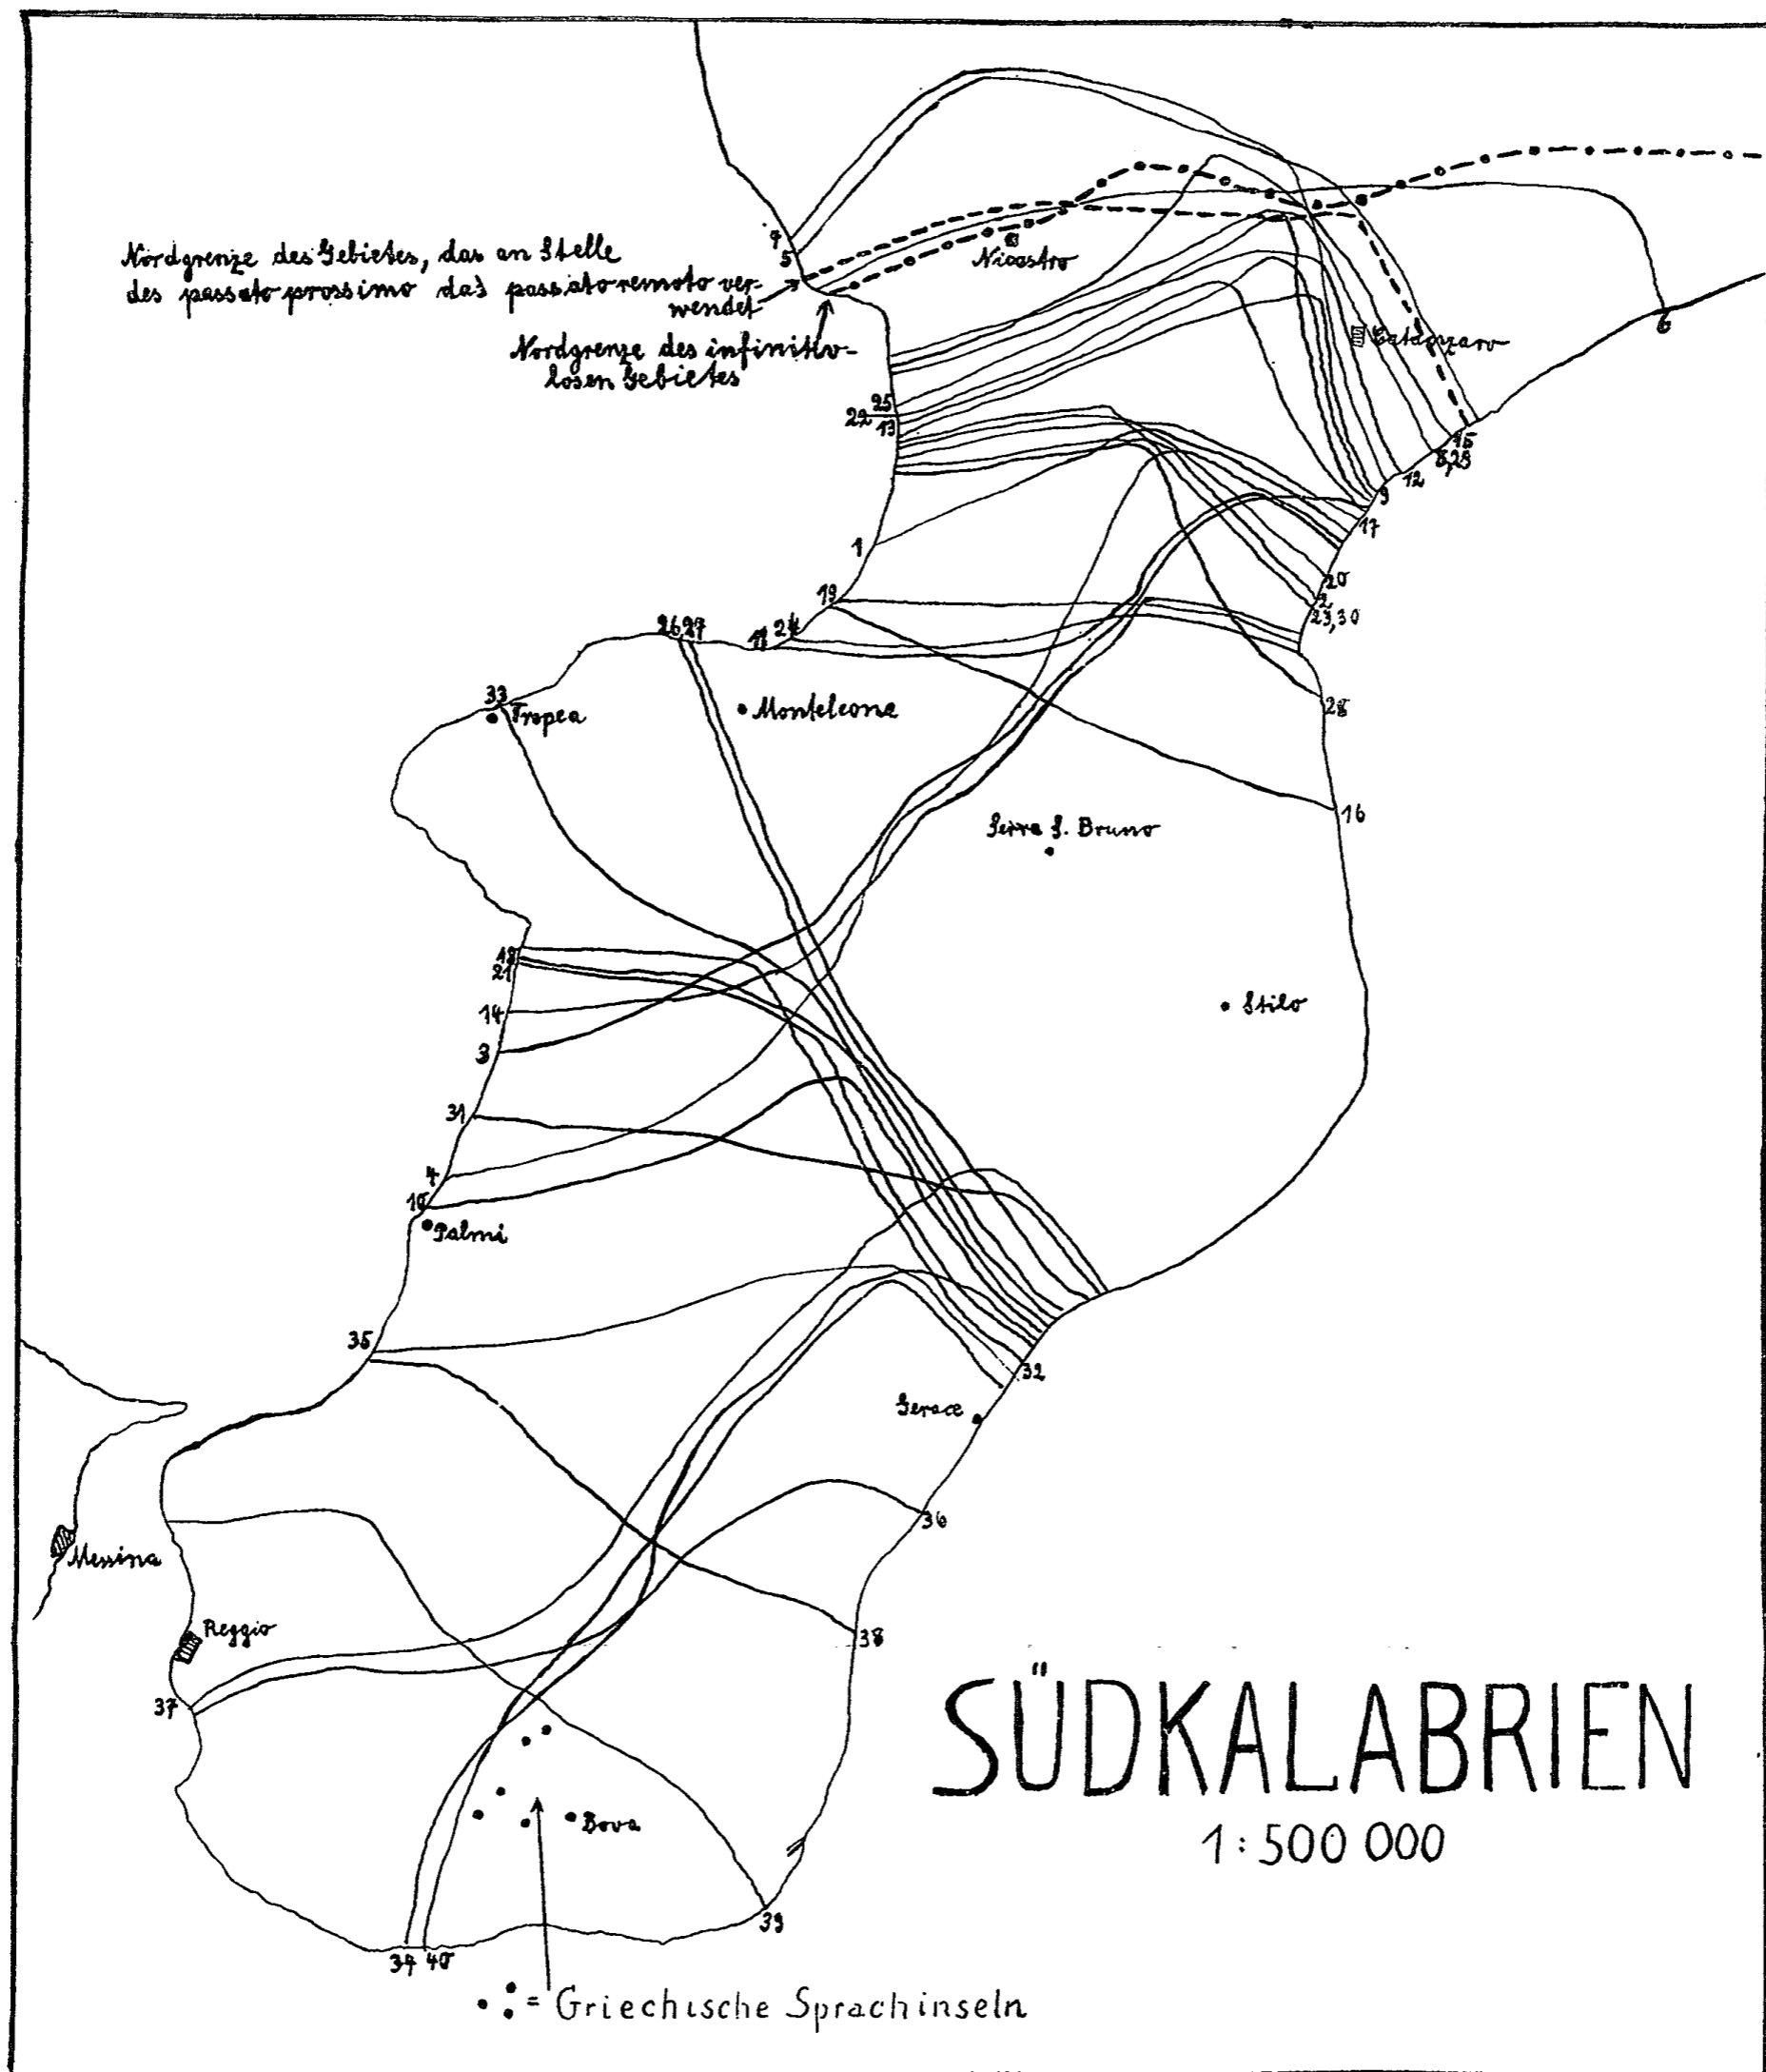 Nordgrenze des Gebietes, das an Stelle
des passato prossimo das passato remoto ver-
wendet
Nordgrenze des infinitiv-
losen Gebietes
Nicastro
Catanzaro
5
6
25
22
13
15
8,29
12
9
17
1
20
2
23,30
19
24
11
26,27
28
33
Tropea
Monteleone
16
Serra S. Bruno
18
21
Stilo
14
3
31
4
10
Palmi
35
32
Gerace
36
Messina
Reggio
38
37
SÜDKALABRIEN
1:500 000
Bova
39
34 40
= Griechische Sprachinseln